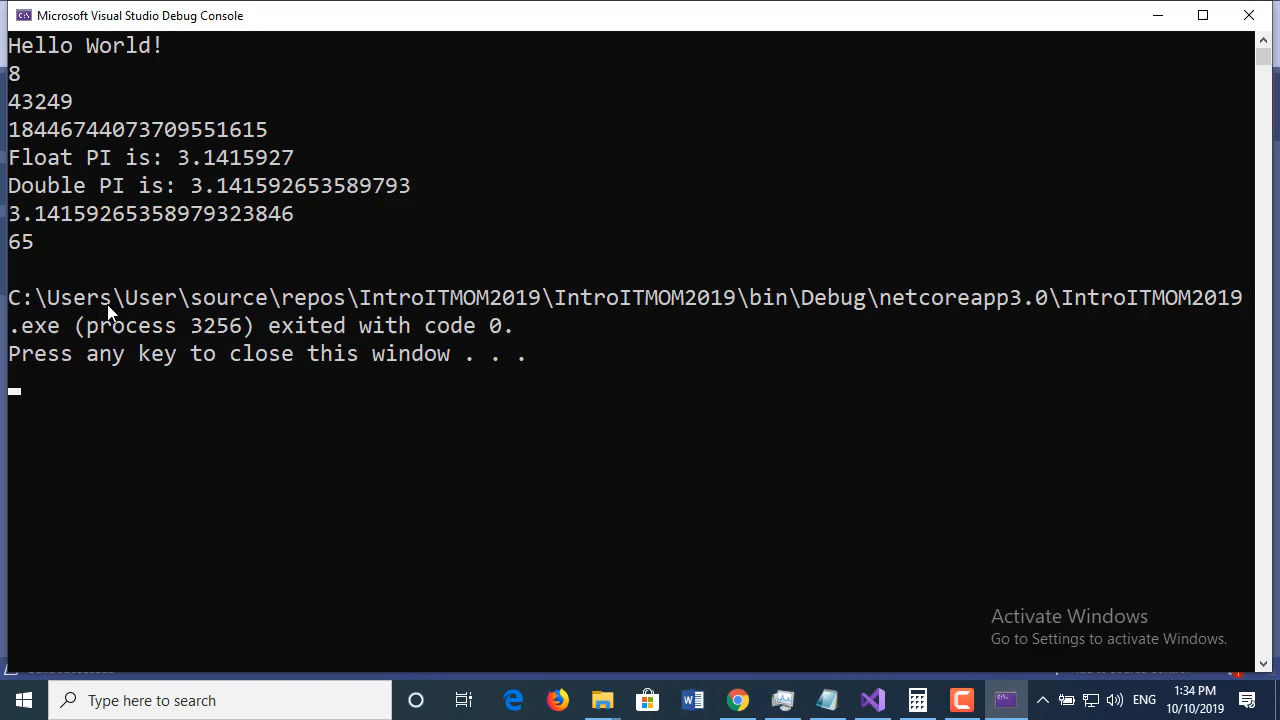 Microsoft Visual Studio Debug Console
Hello World!
8
43249
18446744073709551615
Float PI is: 3.1415927
Double PI is: 3.141592653589793
3.14159265358979323846
65
C:\Users\User\source\repos\IntroITMOM2019\IntroITMOM2019\bin\Debug\netcoreapp3.0\IntroITMOM2019
.exe (process 3256) exited with code 0.
Press any key to close this window . . .
Activate Windows
Go to Settings to activate Windows.
Type here to search
ENG
1:34 PM
10/10/2019